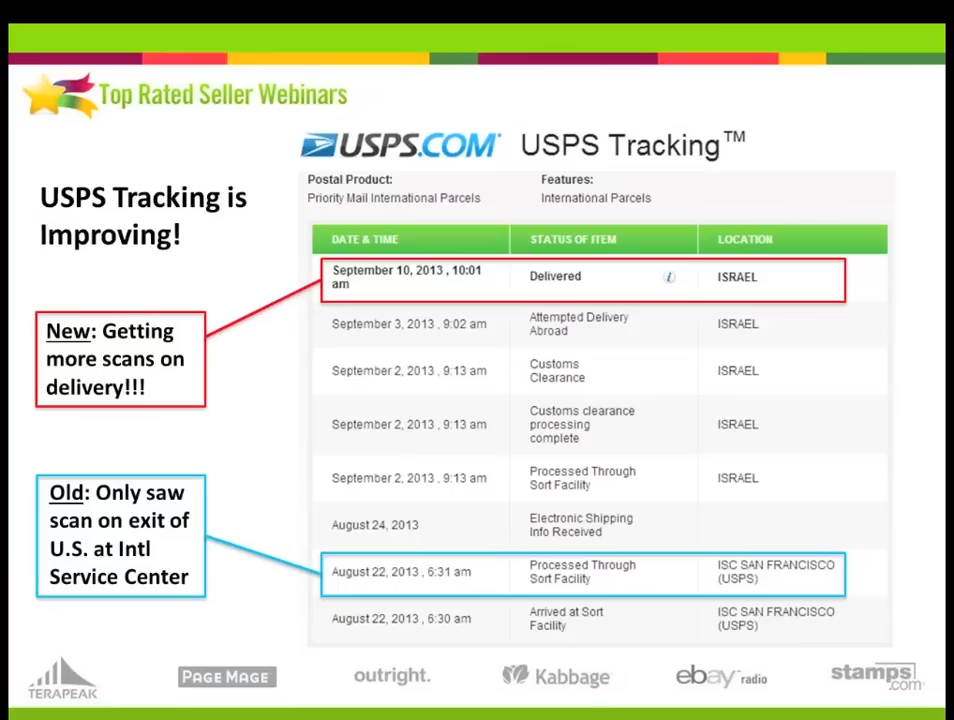 Top Rated Seller Webinars
USPS.COM® USPS Tracking™
USPS Tracking is
Improving!
Postal Product: Features:
Priority Mail International Parcels International Parcels
DATE & TIME STATUS OF ITEM LOCATION
September 10, 2013 , 10:01
am
Delivered
i
ISRAEL
September 3, 2013 , 9:02 am
Attempted Delivery
Abroad
ISRAEL
September 2, 2013 , 9:13 am
Customs
Clearance
ISRAEL
September 2, 2013 , 9:13 am
Customs clearance
processing
complete
ISRAEL
September 2, 2013 , 9:13 am
Processed Through
Sort Facility
ISRAEL
August 24, 2013
Electronic Shipping
Info Received
August 22, 2013 , 6:31 am
Processed Through
Sort Facility
ISC SAN FRANCISCO
(USPS)
August 22, 2013 , 6:30 am
Arrived at Sort
Facility
ISC SAN FRANCISCO
(USPS)
New: Getting
more scans on
delivery!!!
Old: Only saw
scan on exit of
U.S. at Intl
Service Center
TERAPEAK
PAGE MAGE
outright.
Kabbage
ebay™ radio
stamps
.com